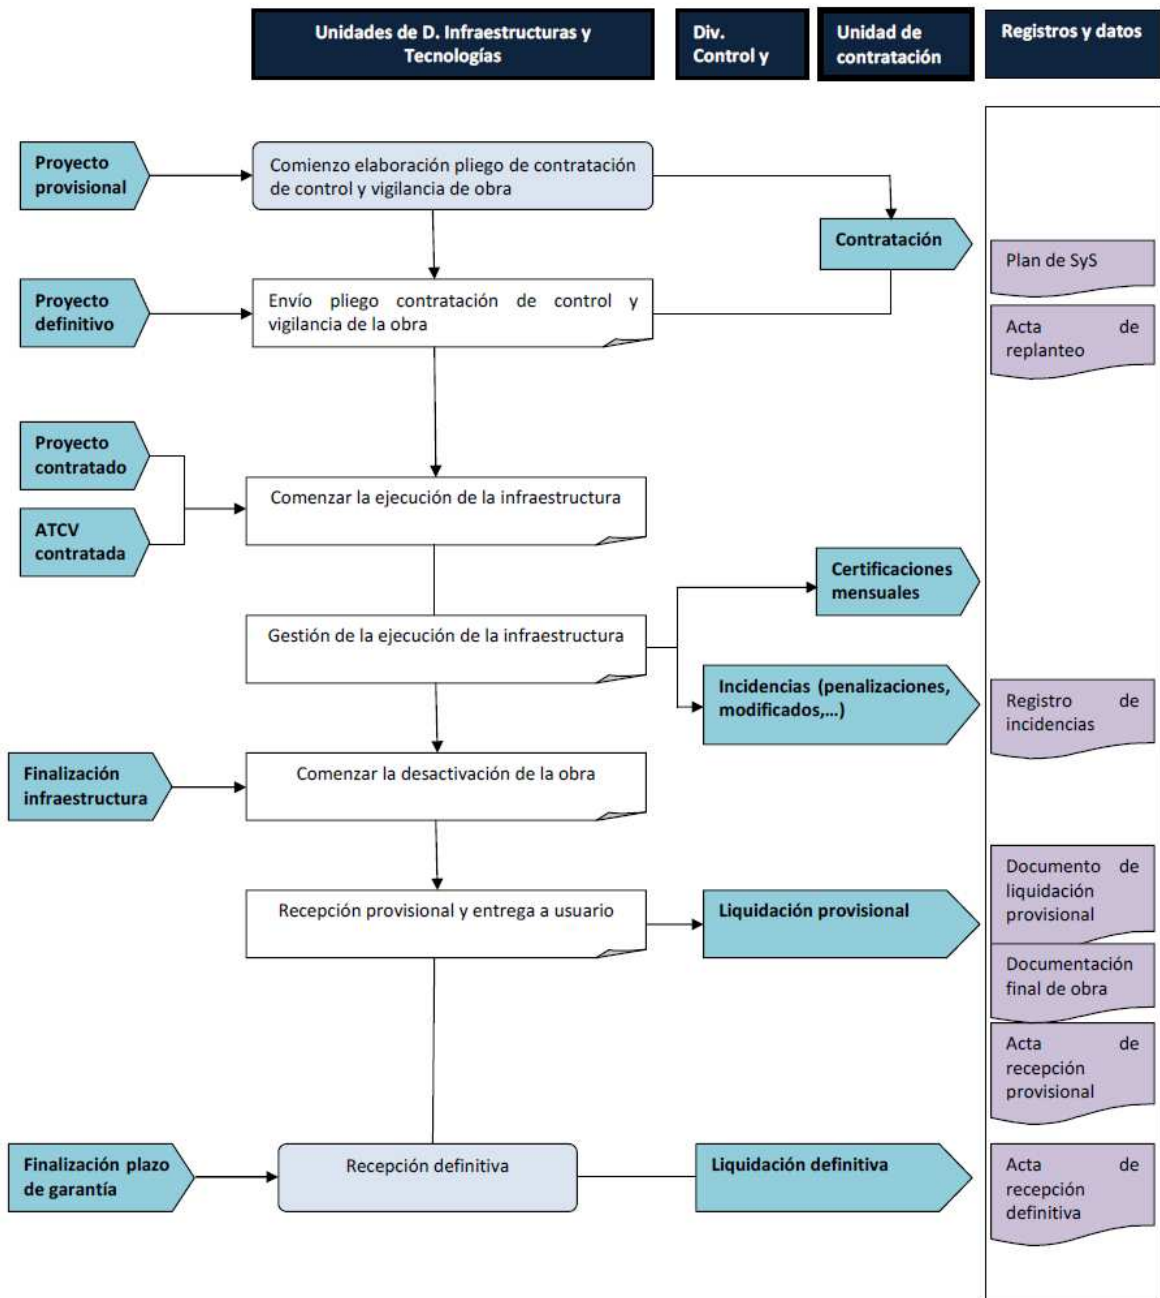 Unidades de D. Infraestructuras y
Tecnologías
Div.
Control y
Unidad de
contratación
Registros y datos
Proyecto
provisional
Comienzo elaboración pliego de contratación
de control y vigilancia de obra
Contratación
Plan de SyS
Proyecto
definitivo
Envío pliego contratación de control y
vigilancia de la obra
Acta de
replanteo
Proyecto
contratado
ATCV
contratada
Comenzar la ejecución de la infraestructura
Certificaciones
mensuales
Gestión de la ejecución de la infraestructura
Incidencias (penalizaciones,
modificados,...)
Registro de
incidencias
Finalización
infraestructura
Comenzar la desactivación de la obra
Recepción provisional y entrega a usuario
Liquidación provisional
Documento de
liquidación
provisional
Documentación
final de obra
Acta de
recepción
provisional
Finalización plazo
de garantía
Recepción definitiva
Liquidación definitiva
Acta de
recepción
definitiva